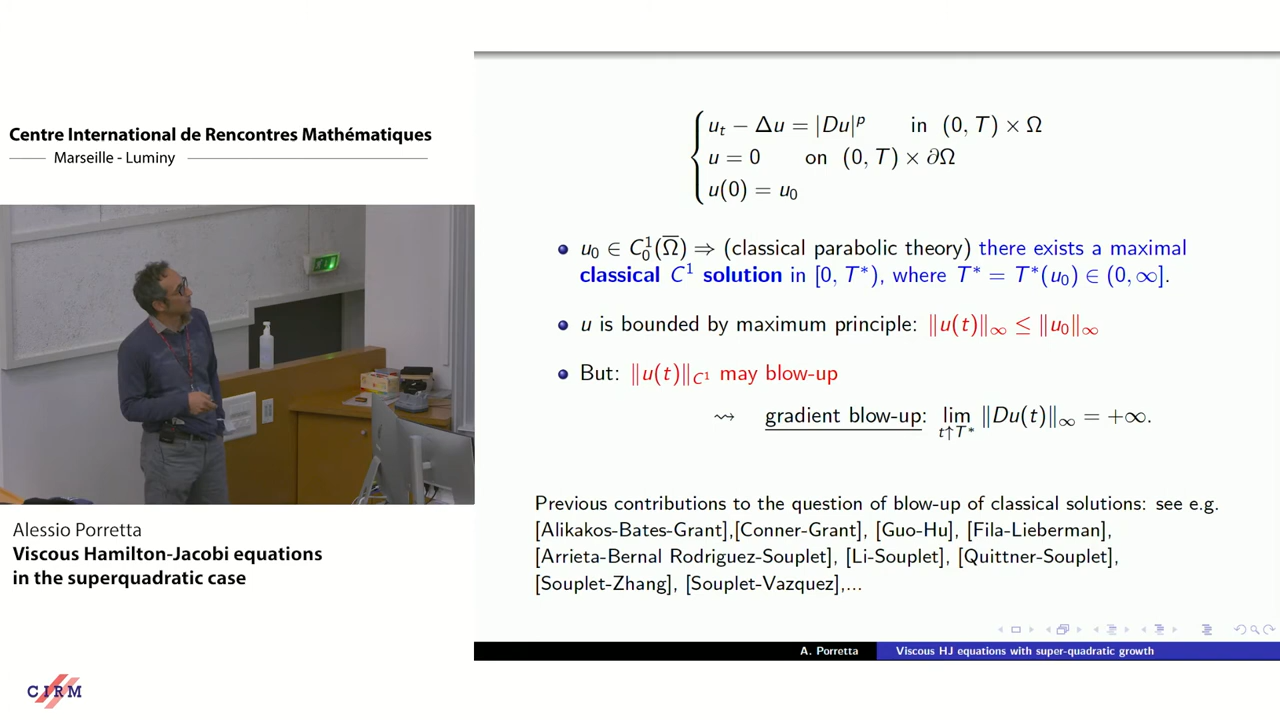 Centre International de Rencontres Mathématiques
Marseille - Luminy
Alessio Porretta
Viscous Hamilton-Jacobi equations
in the superquadratic case
CIRM
u_t − Δu = |Du|^p in (0, T) × Ω
u = 0 on (0, T) × ∂Ω
u(0) = u_0
• u_0 ∈ C_0^1(Ω̅) ⇒ (classical parabolic theory) there exists a maximal
classical C^1 solution in [0, T*), where T* = T*(u_0) ∈ (0, ∞].
• u is bounded by maximum principle: ‖u(t)‖_∞ ≤ ‖u_0‖_∞
• But: ‖u(t)‖_{C^1} may blow-up
⇝ gradient blow-up: lim_{t↑T*} ‖Du(t)‖_∞ = +∞.
Previous contributions to the question of blow-up of classical solutions: see e.g.
[Alikakos-Bates-Grant],[Conner-Grant], [Guo-Hu], [Fila-Lieberman],
[Arrieta-Bernal Rodriguez-Souplet], [Li-Souplet], [Quittner-Souplet],
[Souplet-Zhang], [Souplet-Vazquez],...
A. Porretta
Viscous HJ equations with super-quadratic growth